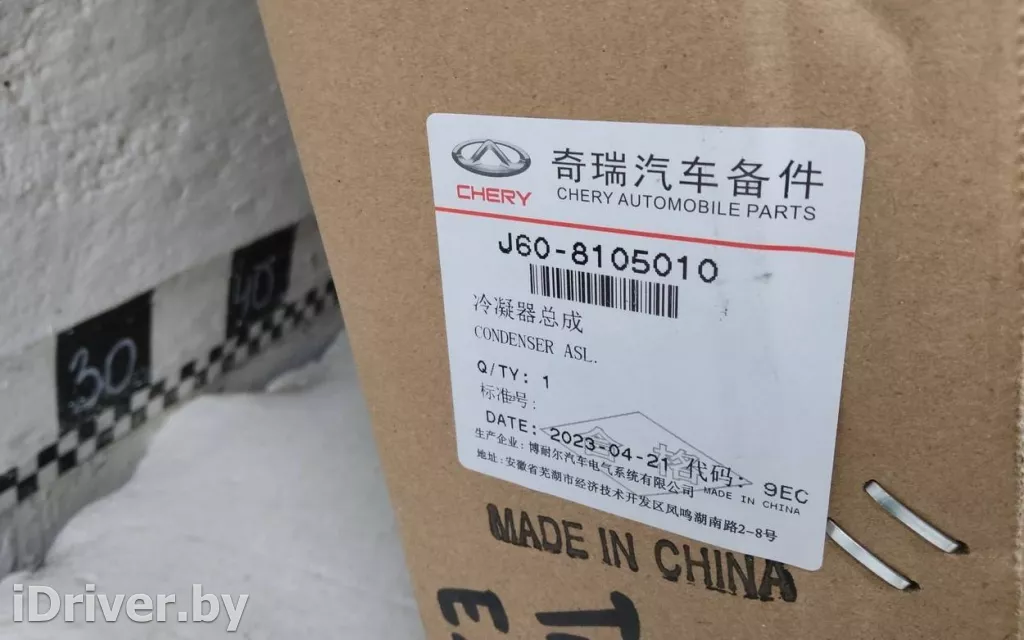 奇瑞汽车备件
CHERY
CHERY AUTOMOBILE PARTS
J60-8105010
冷凝器总成
CONDENSER ASL.
Q/TY: 1
标准号:
DATE: 2023-04-21 代码: 9EC
合格
生产企业: 博耐尔汽车电气系统有限公司 MADE IN CHINA
地址: 安徽省芜湖市经济技术开发区凤鸣湖南路2-8号
MADE IN CHINA
30
40
iDriver.by